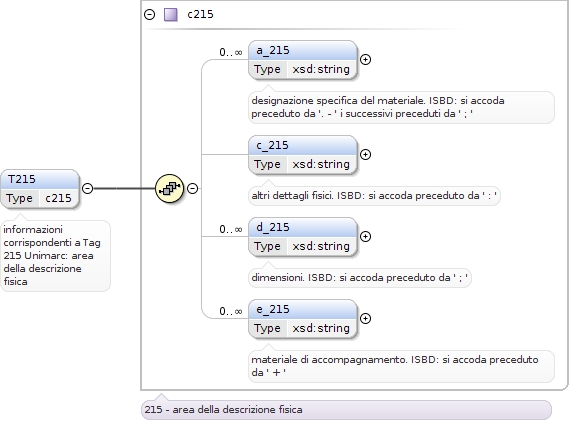 c215
0..∞
a_215
Type xsd:string
designazione specifica del materiale. ISBD: si accoda
preceduto da '. - ' i successivi preceduti da ' ; '
c_215
Type xsd:string
altri dettagli fisici. ISBD: si accoda preceduto da ' : '
T215
Type c215
informazioni
corrispondenti a Tag
215 Unimarc: area
della descrizione
fisica
0..∞
d_215
Type xsd:string
dimensioni. ISBD: si accoda preceduto da ' ; '
0..∞
e_215
Type xsd:string
materiale di accompagnamento. ISBD: si accoda preceduto
da ' + '
215 - area della descrizione fisica